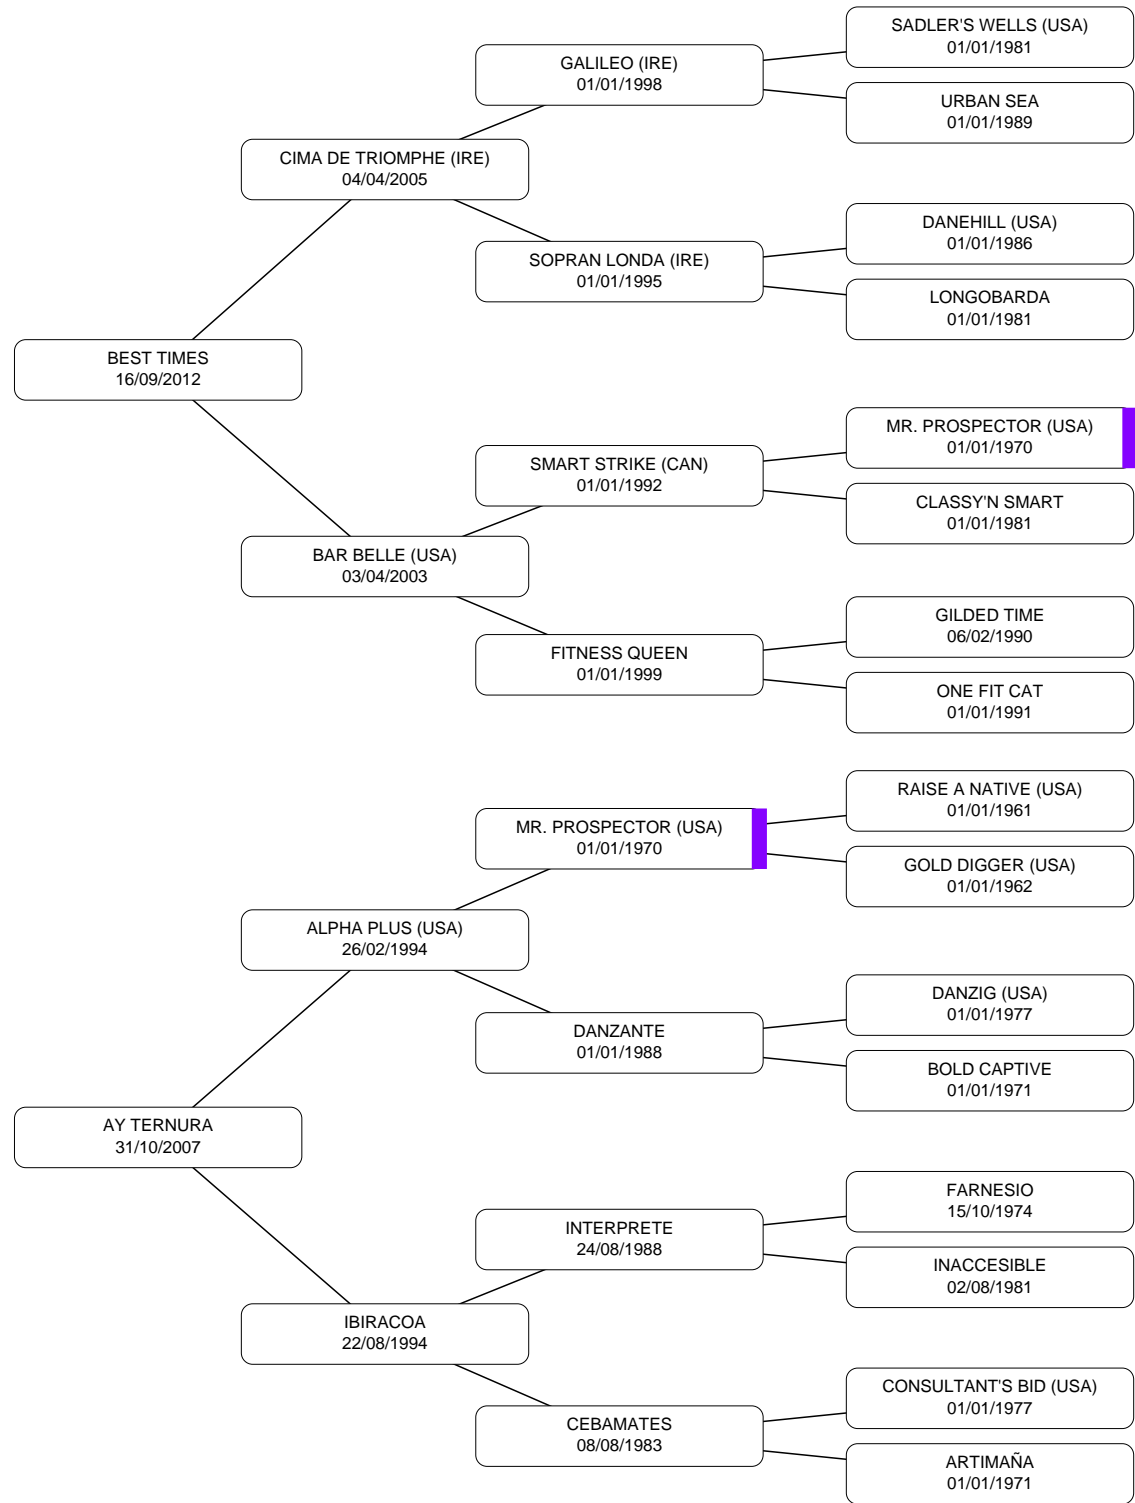 SADLER'S WELLS (USA)
01/01/1981
GALILEO (IRE)
01/01/1998
URBAN SEA
01/01/1989
CIMA DE TRIOMPHE (IRE)
04/04/2005
DANEHILL (USA)
01/01/1986
SOPRAN LONDA (IRE)
01/01/1995
LONGOBARDA
01/01/1981
BEST TIMES
16/09/2012
MR. PROSPECTOR (USA)
01/01/1970
SMART STRIKE (CAN)
01/01/1992
CLASSY'N SMART
01/01/1981
BAR BELLE (USA)
03/04/2003
GILDED TIME
06/02/1990
FITNESS QUEEN
01/01/1999
ONE FIT CAT
01/01/1991
RAISE A NATIVE (USA)
01/01/1961
MR. PROSPECTOR (USA)
01/01/1970
GOLD DIGGER (USA)
01/01/1962
ALPHA PLUS (USA)
26/02/1994
DANZIG (USA)
01/01/1977
DANZANTE
01/01/1988
BOLD CAPTIVE
01/01/1971
AY TERNURA
31/10/2007
FARNESIO
15/10/1974
INTERPRETE
24/08/1988
INACCESIBLE
02/08/1981
IBIRACOA
22/08/1994
CONSULTANT'S BID (USA)
01/01/1977
CEBAMATES
08/08/1983
ARTIMAÑA
01/01/1971